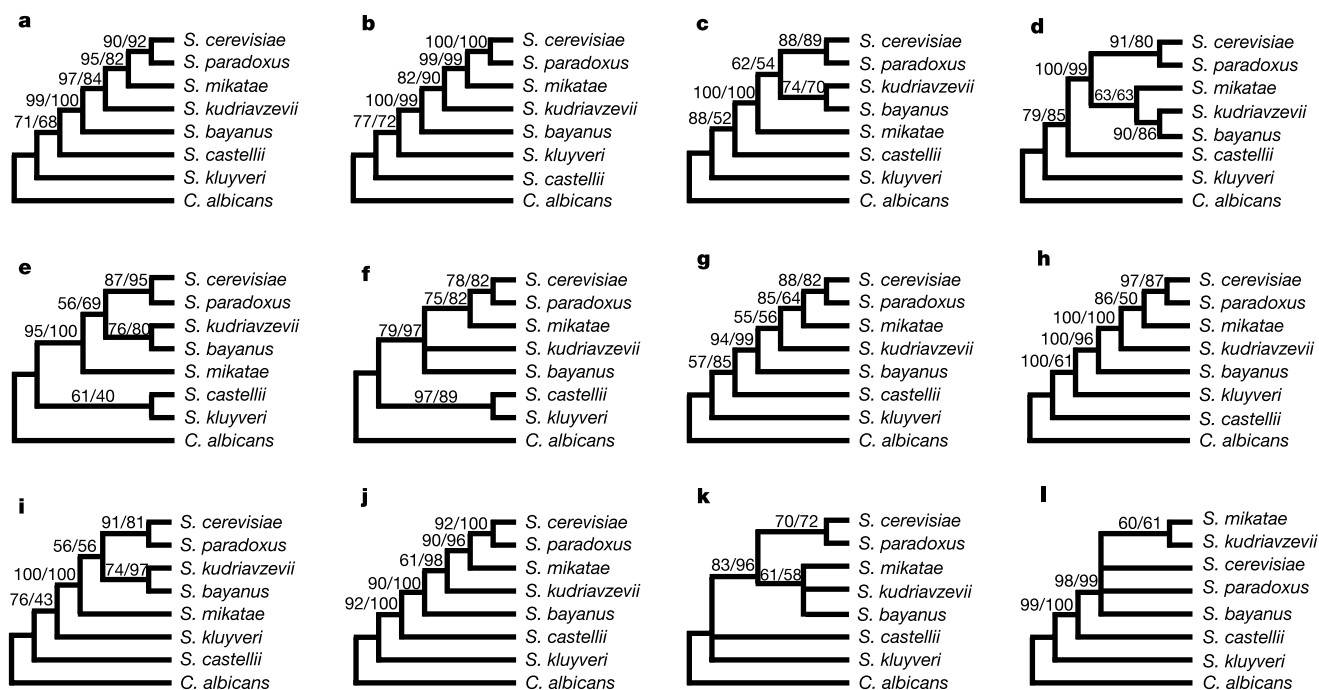 a
90/92
S. cerevisiae
95/82
S. paradoxus
97/84
S. mikatae
99/100
S. kudriavzevii
71/68
S. bayanus
S. castellii
S. kluyveri
C. albicans
b
100/100
S. cerevisiae
99/99
S. paradoxus
82/90
S. mikatae
100/99
S. kudriavzevii
77/72
S. bayanus
S. kluyveri
S. castellii
C. albicans
c
88/89
S. cerevisiae
62/54
S. paradoxus
74/70
S. kudriavzevii
100/100
S. bayanus
88/52
S. mikatae
S. castellii
S. kluyveri
C. albicans
d
91/80
S. cerevisiae
100/99
S. paradoxus
63/63
S. mikatae
79/85
S. kudriavzevii
90/86
S. bayanus
S. castellii
S. kluyveri
C. albicans
e
87/95
S. cerevisiae
56/69
S. paradoxus
76/80
S. kudriavzevii
95/100
S. bayanus
S. mikatae
61/40
S. castellii
S. kluyveri
C. albicans
f
78/82
S. cerevisiae
75/82
S. paradoxus
S. mikatae
79/97
S. kudriavzevii
S. bayanus
97/89
S. castellii
S. kluyveri
C. albicans
g
88/82
S. cerevisiae
85/64
S. paradoxus
55/56
S. mikatae
94/99
S. kudriavzevii
57/85
S. bayanus
S. castellii
S. kluyveri
C. albicans
h
97/87
S. cerevisiae
86/50
S. paradoxus
100/100
S. mikatae
100/96
S. kudriavzevii
100/61
S. bayanus
S. kluyveri
S. castellii
C. albicans
i
91/81
S. cerevisiae
56/56
S. paradoxus
74/97
S. kudriavzevii
100/100
S. bayanus
76/43
S. mikatae
S. kluyveri
S. castellii
C. albicans
j
92/100
S. cerevisiae
90/96
S. paradoxus
61/98
S. mikatae
90/100
S. kudriavzevii
92/100
S. bayanus
S. castellii
S. kluyveri
C. albicans
k
70/72
S. cerevisiae
S. paradoxus
83/96
61/58
S. mikatae
S. kudriavzevii
S. bayanus
S. castellii
S. kluyveri
C. albicans
l
60/61
S. mikatae
S. kudriavzevii
S. cerevisiae
98/99
S. paradoxus
99/100
S. bayanus
S. castellii
S. kluyveri
C. albicans